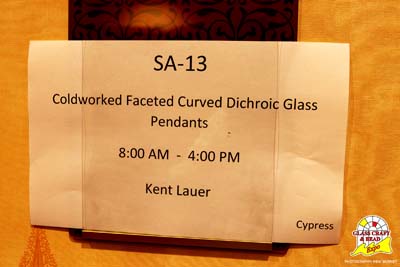 SA-13
Coldworked Faceted Curved Dichroic Glass
Pendants
8:00 AM - 4:00 PM
Kent Lauer
Cypress
GLASS CRAFT
& BEAD
Expo